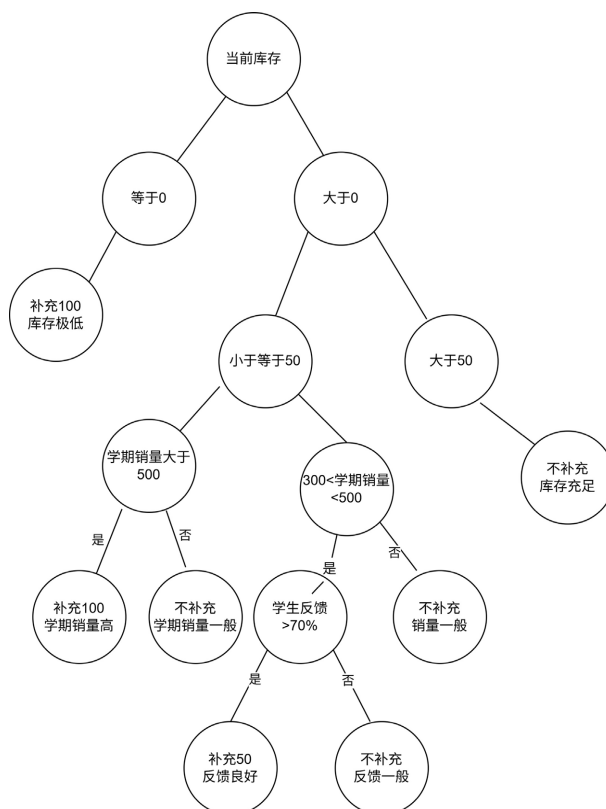 当前库存
等于0
大于0
补充100
库存极低
小于等于50
大于50
学期销量大于
500
300<学期销量
<500
不补充
库存充足
是
否
是
否
补充100
学期销量高
不补充
学期销量一般
学生反馈
>70%
不补充
销量一般
是
否
补充50
反馈良好
不补充
反馈一般